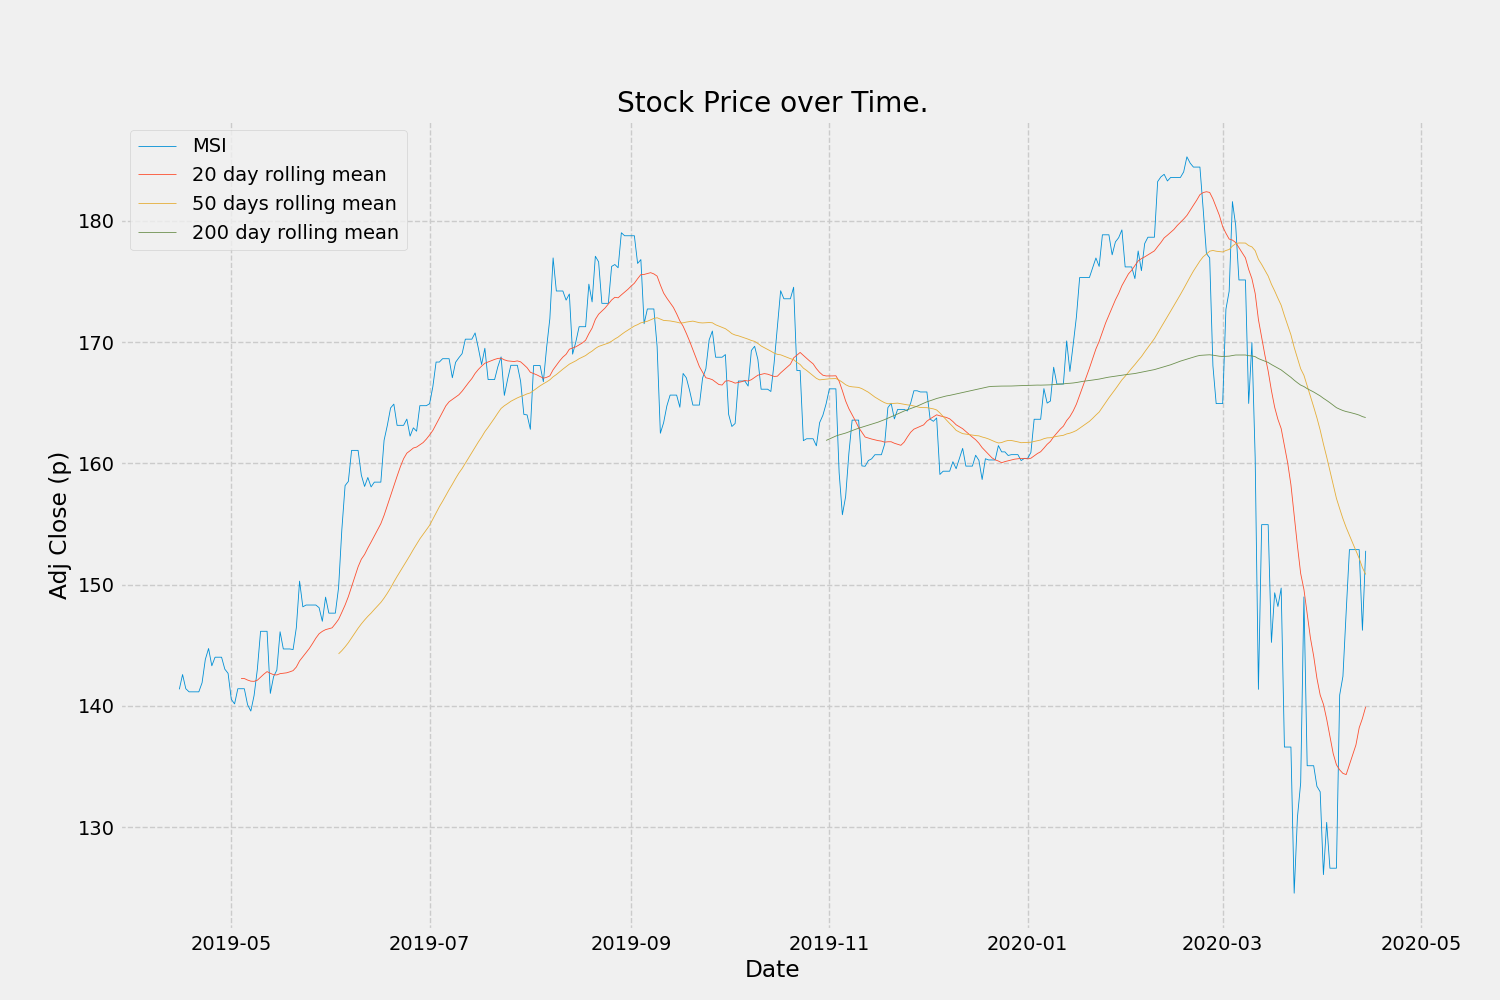 Stock Price over Time.
MSI
20 day rolling mean
50 days rolling mean
200 day rolling mean
Adj Close (p)
180
170
160
150
140
130
2019-05 2019-07 2019-09 2019-11 2020-01 2020-03 2020-05
Date